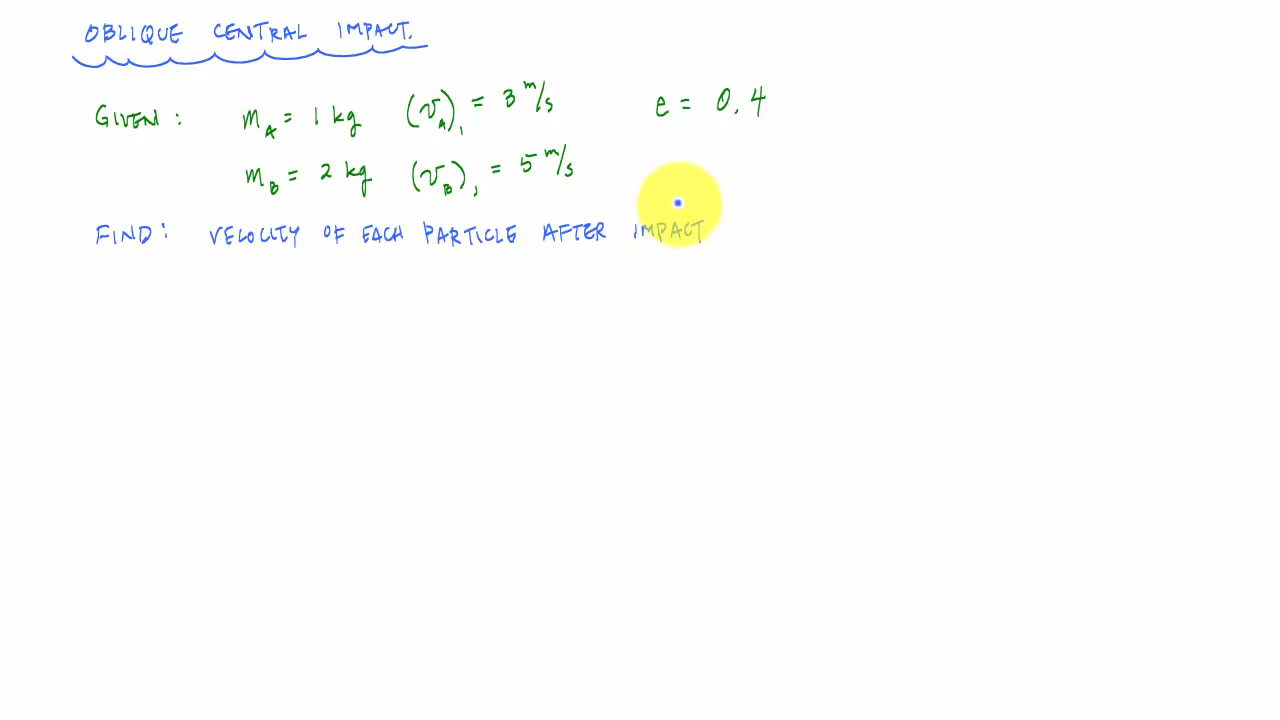 OBLIQUE CENTRAL IMPACT.
GIVEN: m_A = 1 kg (v_A)_1 = 3 m/s e = 0.4
m_B = 2 kg (v_B)_1 = 5 m/s
FIND: VELOCITY OF EACH PARTICLE AFTER IMPACT